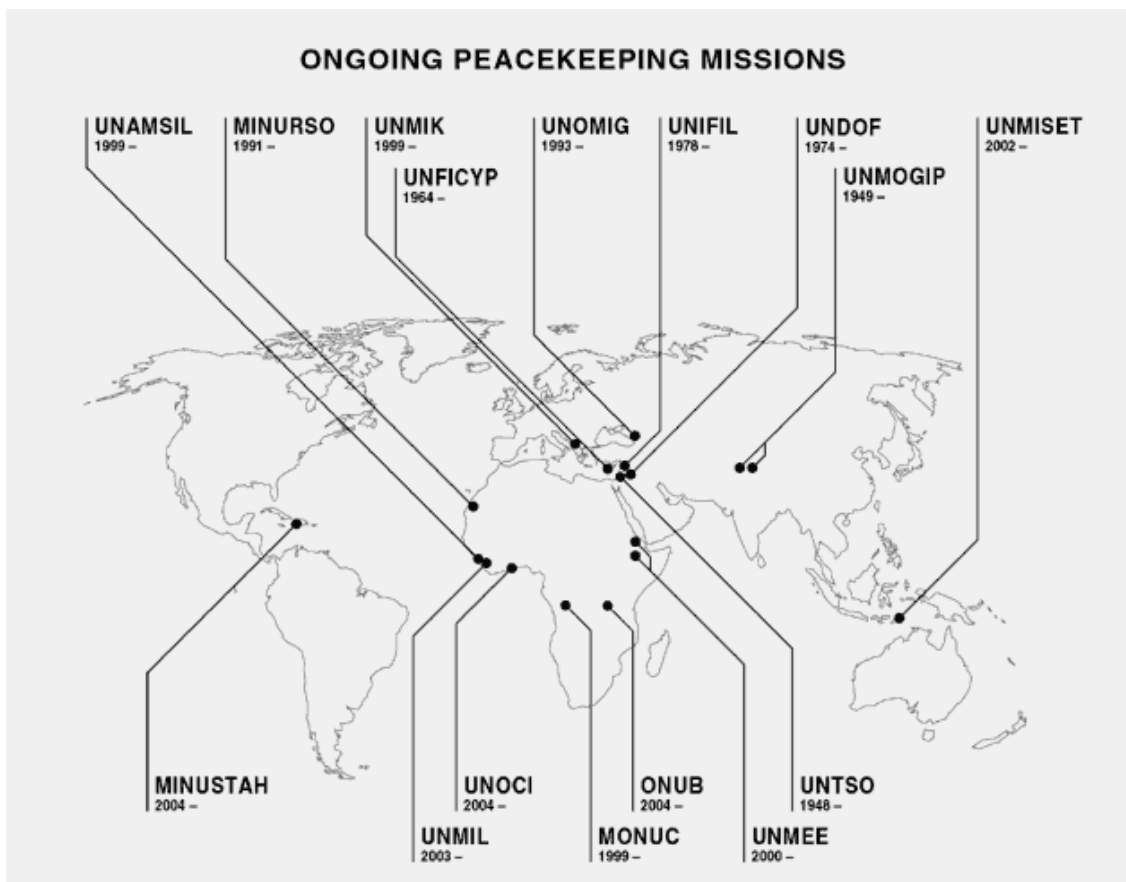 ONGOING PEACEKEEPING MISSIONS
UNAMSIL
1999 –
MINURSO
1991 –
UNMIK
1999 –
UNFICYP
1964 –
UNOMIG
1993 –
UNIFIL
1978 –
UNDOF
1974 –
UNMOGIP
1949 –
UNMISET
2002 –
MINUSTAH
2004 –
UNMIL
2003 –
UNOCI
2004 –
MONUC
1999 –
ONUB
2004 –
UNMEE
2000 –
UNTSO
1948 –